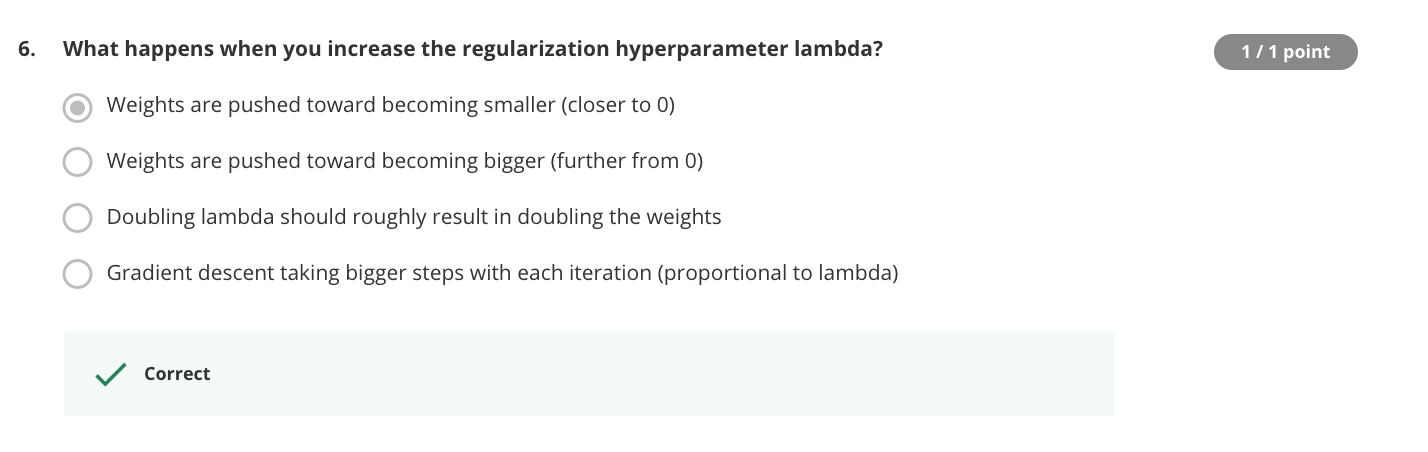 6. What happens when you increase the regularization hyperparameter lambda?
1 / 1 point
Weights are pushed toward becoming smaller (closer to 0)
Weights are pushed toward becoming bigger (further from 0)
Doubling lambda should roughly result in doubling the weights
Gradient descent taking bigger steps with each iteration (proportional to lambda)
Correct